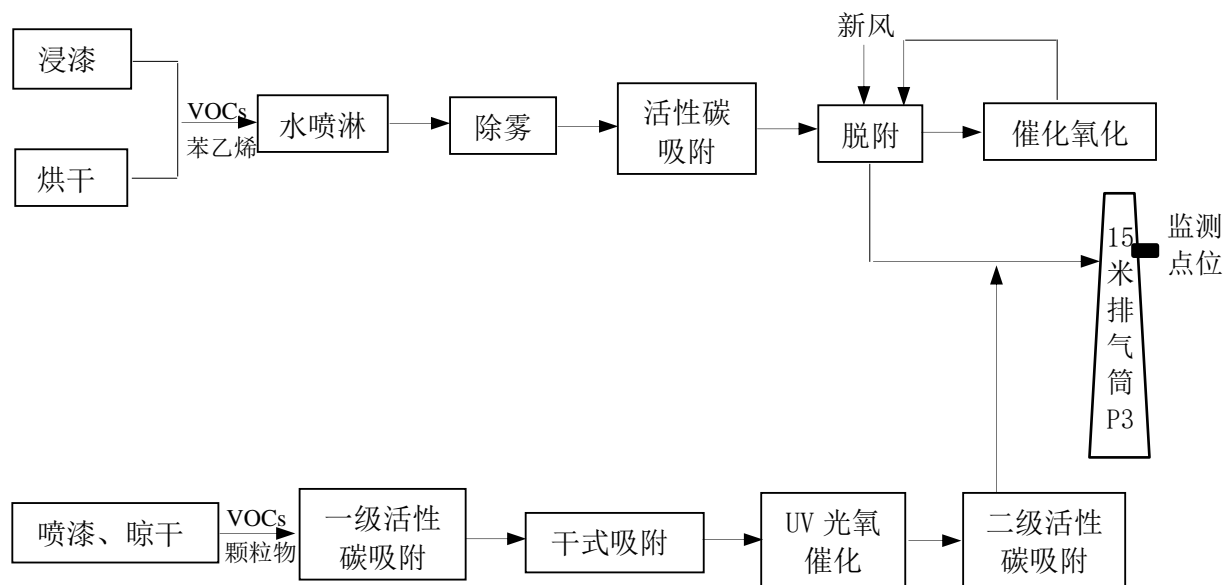 新风
浸漆
VOCs
苯乙烯
水喷淋
除雾
活性碳
吸附
脱附
催化氧化
烘干
15
米
排
气
筒
P3
监测
点位
喷漆、晾干
VOCs
颗粒物
一级活性
碳吸附
干式吸附
UV 光氧
催化
二级活性
碳吸附